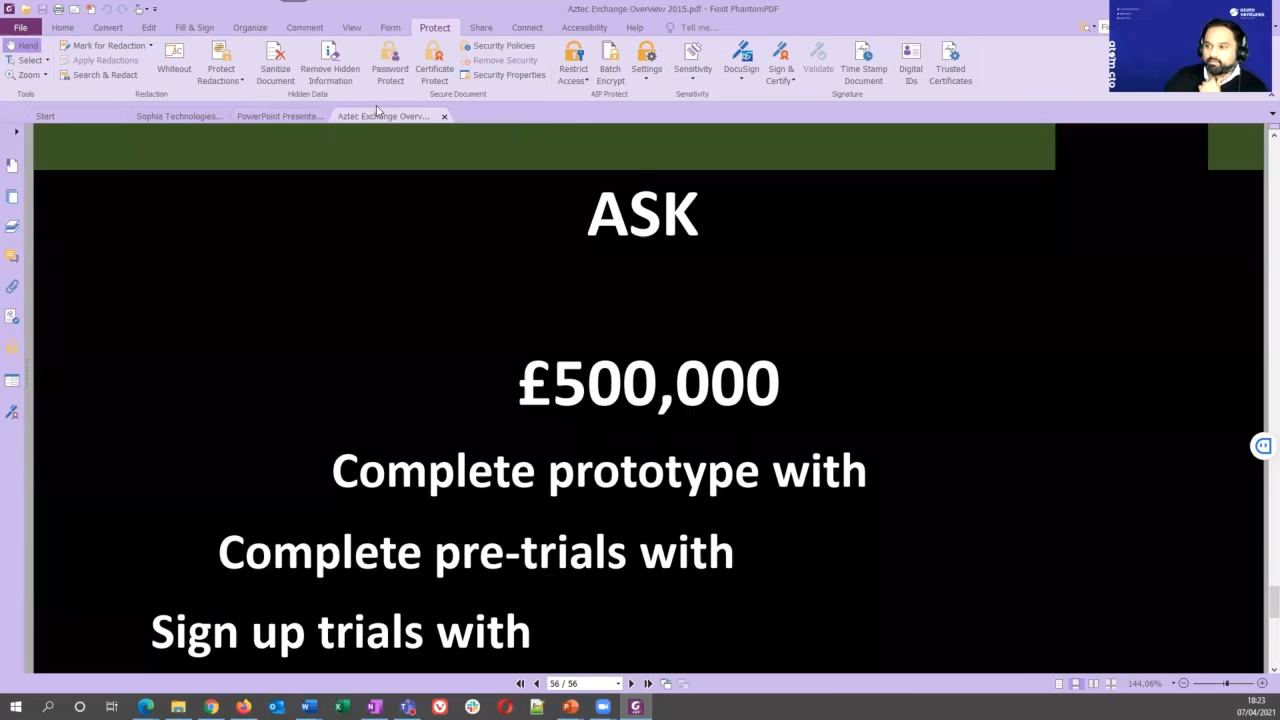 Aztec Exchange Overview 2015.pdf - Foxit PhantomPDF
File Home Convert Edit Fill & Sign Organize Comment View Form Protect Share Connect Accessibility Help Tell me...
Hand
Select
Zoom
Tools
Mark for Redaction
Apply Redactions
Search & Redact
Whiteout
Protect Redactions
Redaction
Sanitize Document
Remove Hidden Information
Hidden Data
Password Protect
Certificate Protect
Security Policies
Remove Security
Security Properties
Secure Document
Restrict Access
Batch Encrypt
Settings
AIP Protect
Sensitivity
Sensitivity
DocuSign
Sign & Certify
Validate
Time Stamp Document
Digital IDs
Trusted Certificates
Signature
Start Sophia Technologies... PowerPoint Presenta... Aztec Exchange Overv...
ASK
£500,000
Complete prototype with
Complete pre-trials with
Sign up trials with
56 / 56
144.06%
18:23
07/04/2021